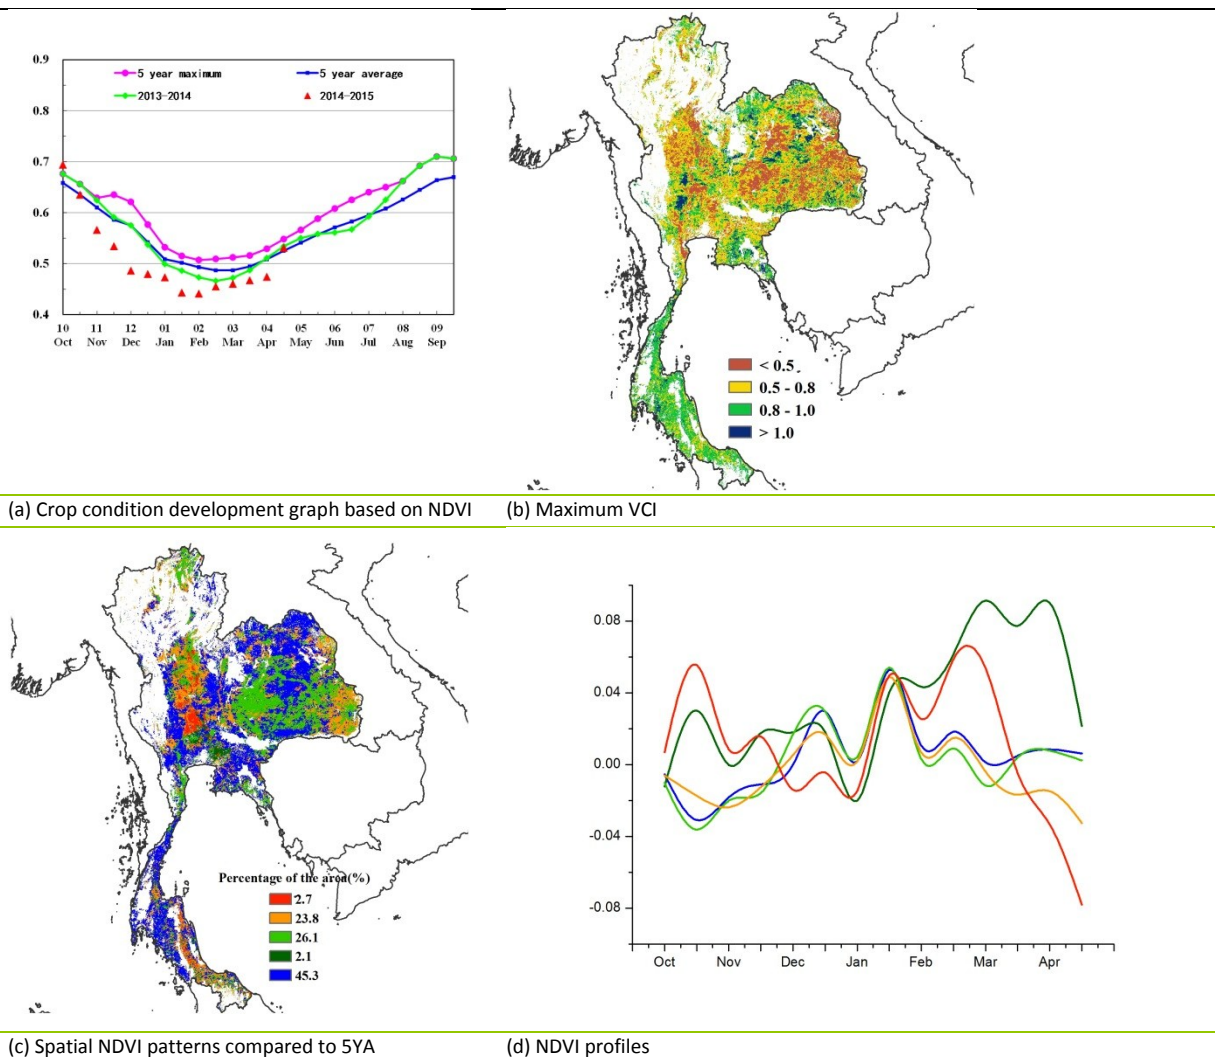 0.9
5 year maximum
5 year average
2013-2014
2014-2015
0.8
0.7
0.6
0.5
0.4
10 11 12 01 02 03 04 05 06 07 08 09
Oct Nov Dec Jan Feb Mar Apr May Jun Jul Aug Sep
< 0.5
0.5 - 0.8
0.8 - 1.0
> 1.0
(a) Crop condition development graph based on NDVI
(b) Maximum VCI
Percentage of the area(%)
2.7
23.8
26.1
2.1
45.3
0.08
0.04
0.00
-0.04
-0.08
Oct Nov Dec Jan Feb Mar Apr
(c) Spatial NDVI patterns compared to 5YA
(d) NDVI profiles